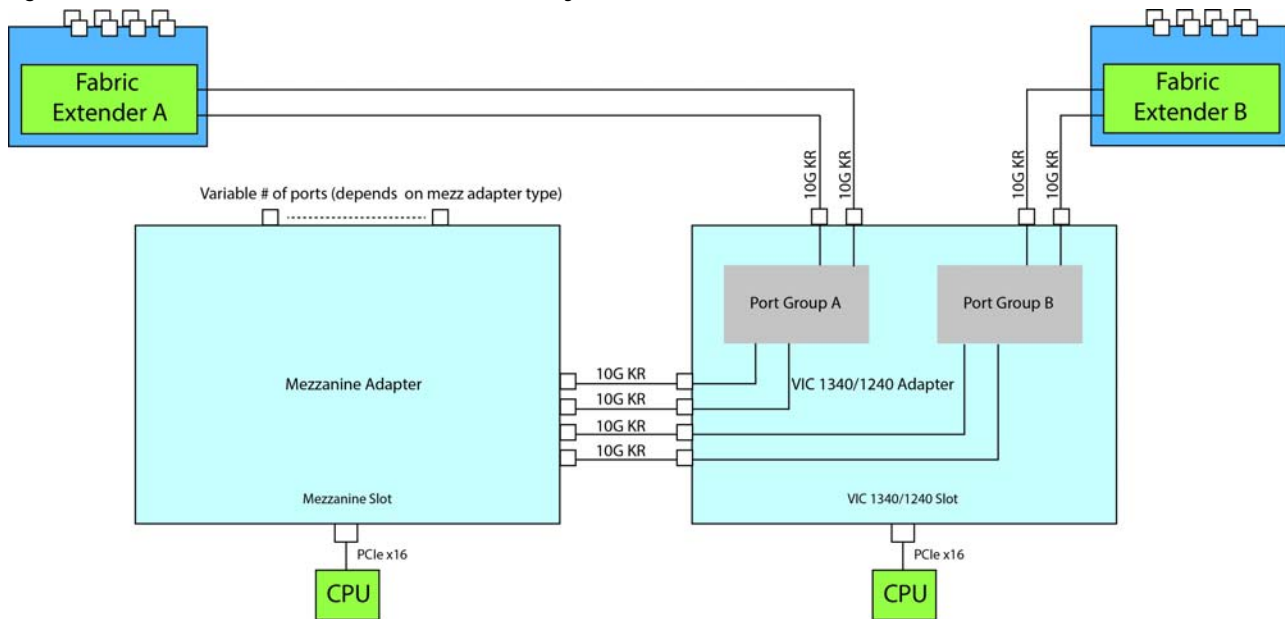 Fabric
Extender A
Fabric
Extender B
10G KR
10G KR
10G KR
10G KR
Variable # of ports (depends on mezz adapter type)
Port Group A
Port Group B
Mezzanine Adapter
10G KR
10G KR
10G KR
10G KR
VIC 1340/1240 Adapter
Mezzanine Slot
VIC 1340/1240 Slot
PCIe x16
PCIe x16
CPU
CPU